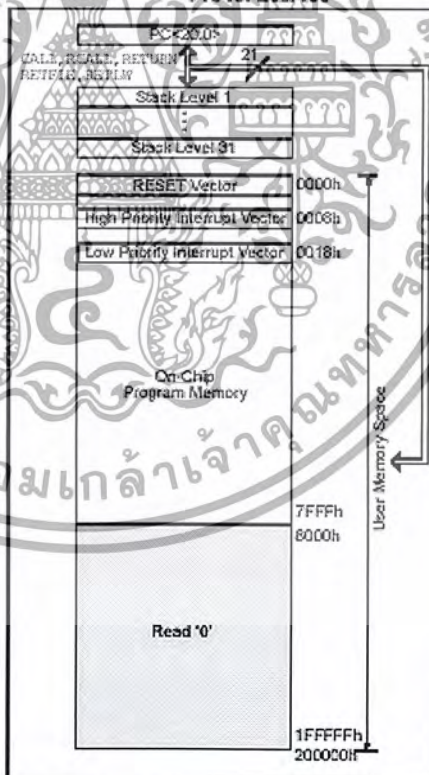 PC<20:0>
CALL,RCALL,RETURN
RETFIE,RETLW
21
Stack Level 1
Stack Level 31
RESET Vector
0000h
High Priority Interrupt Vector
0008h
Low Priority Interrupt Vector
0018h
On-Chip
Program Memory
7FFFh
8000h
Read '0'
1FFFFFh
200000h
User Memory Space